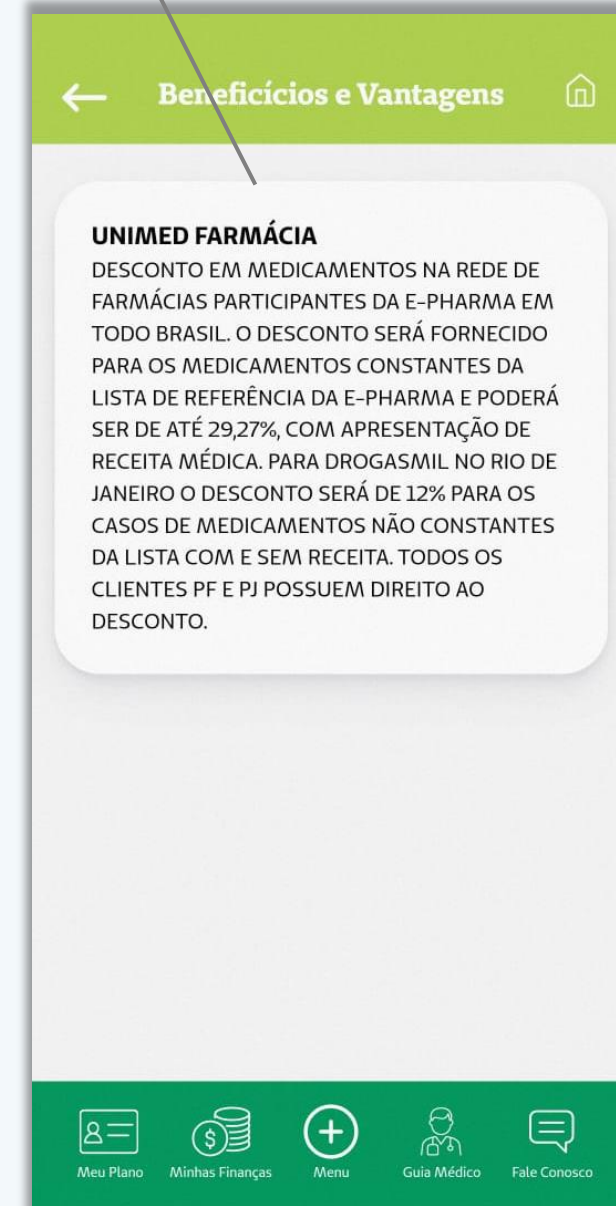 Beneficícios e Vantagens
UNIMED FARMÁCIA
DESCONTO EM MEDICAMENTOS NA REDE DE
FARMÁCIAS PARTICIPANTES DA E-PHARMA EM
TODO BRASIL. O DESCONTO SERÁ FORNECIDO
PARA OS MEDICAMENTOS CONSTANTES DA
LISTA DE REFERÊNCIA DA E-PHARMA E PODERÁ
SER DE ATÉ 29,27%, COM APRESENTAÇÃO DE
RECEITA MÉDICA. PARA DROGASMIL NO RIO DE
JANEIRO O DESCONTO SERÁ DE 12% PARA OS
CASOS DE MEDICAMENTOS NÃO CONSTANTES
DA LISTA COM E SEM RECEITA. TODOS OS
CLIENTES PF E PJ POSSUEM DIREITO AO
DESCONTO.
Meu Plano Minhas Finanças Menu Guia Médico Fale Conosco